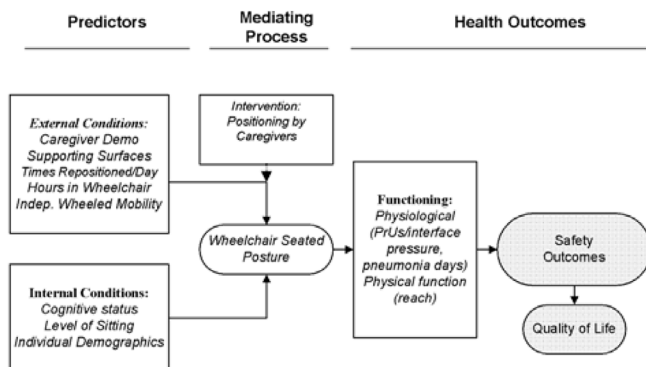 Predictors
Mediating
Process
Health Outcomes
External Conditions:
Caregiver Demo
Supporting Surfaces
Times Repositioned/Day
Hours in Wheelchair
Indep. Wheeled Mobility
Intervention:
Positioning by
Caregivers
Wheelchair Seated
Posture
Internal Conditions:
Cognitive status
Level of Sitting
Individual Demographics
Functioning:
Physiological
(PrUs/interface
pressure,
pneumonia days)
Physical function
(reach)
Safety
Outcomes
Quality of Life